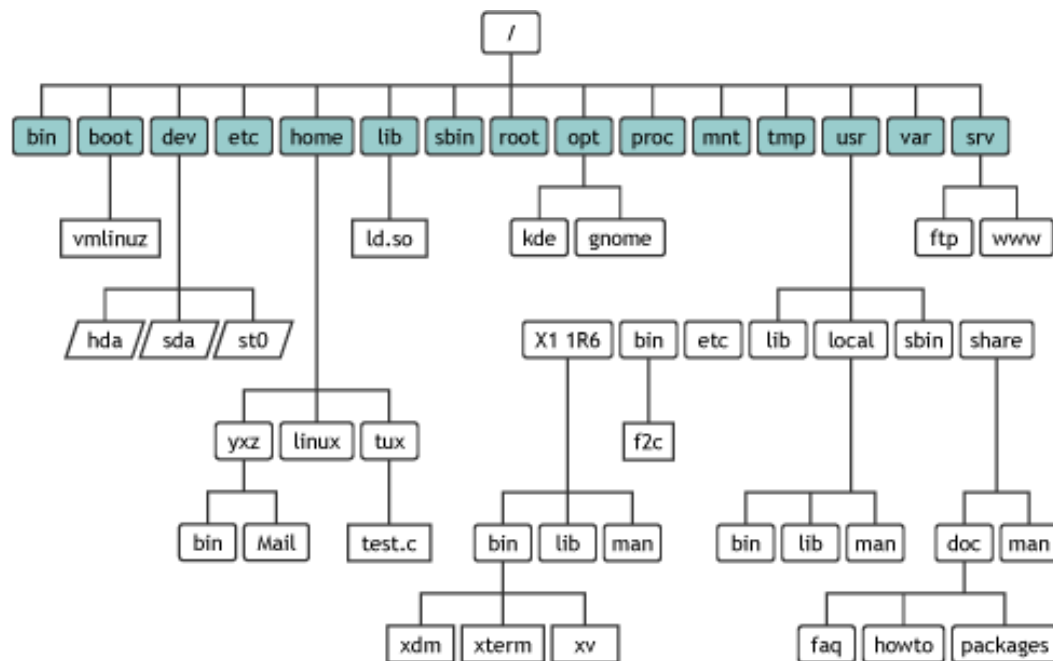 /
bin boot dev etc home lib sbin root opt proc mnt tmp usr var srv
vmlinuz ld.so kde gnome ftp www
hda sda st0 X1 1R6 bin etc lib local sbin share
yxz linux tux f2c
bin Mail test.c bin lib man bin lib man doc man
xdm xterm xv faq howto packages